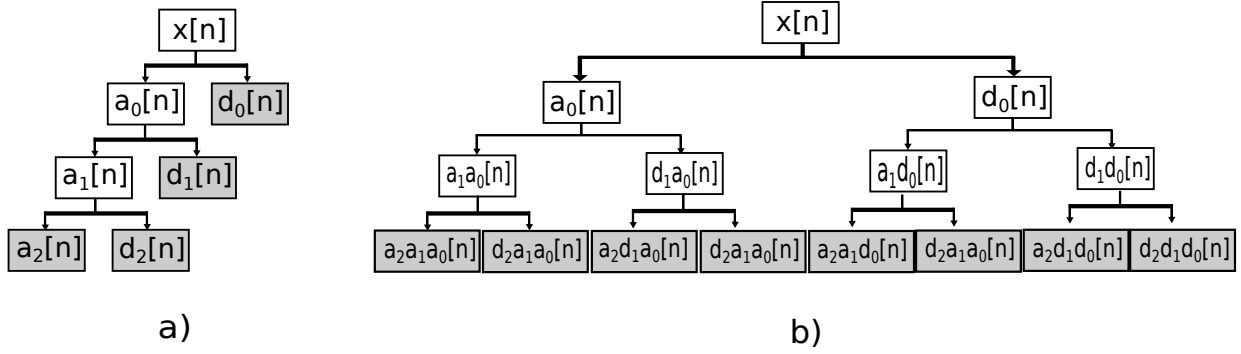 x[n]
a₀[n] d₀[n]
a₁[n] d₁[n]
a₂[n] d₂[n]
a)
x[n]
a₀[n] d₀[n]
a₁a₀[n] d₁a₀[n] a₁d₀[n] d₁d₀[n]
a₂a₁a₀[n] d₂a₁a₀[n] a₂d₁a₀[n] d₂a₁a₀[n] a₂a₁d₀[n] d₂a₁a₀[n] a₂d₁d₀[n] d₂d₁d₀[n]
b)